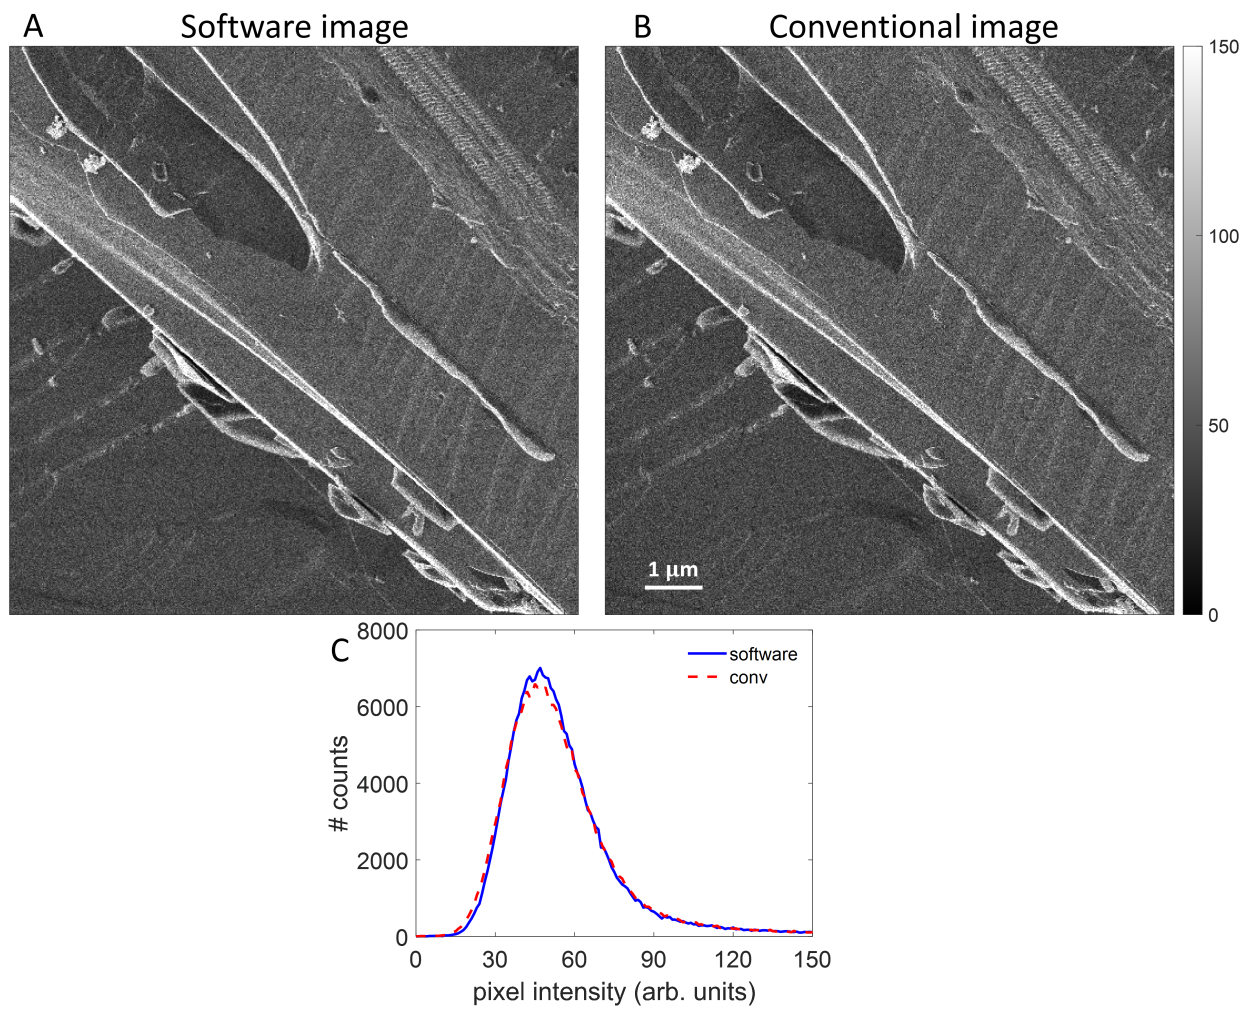 A Software image
B Conventional image
150
100
50
0
1 μm
C
8000
6000
4000
2000
0
software
conv
# counts
0 30 60 90 120 150
pixel intensity (arb. units)